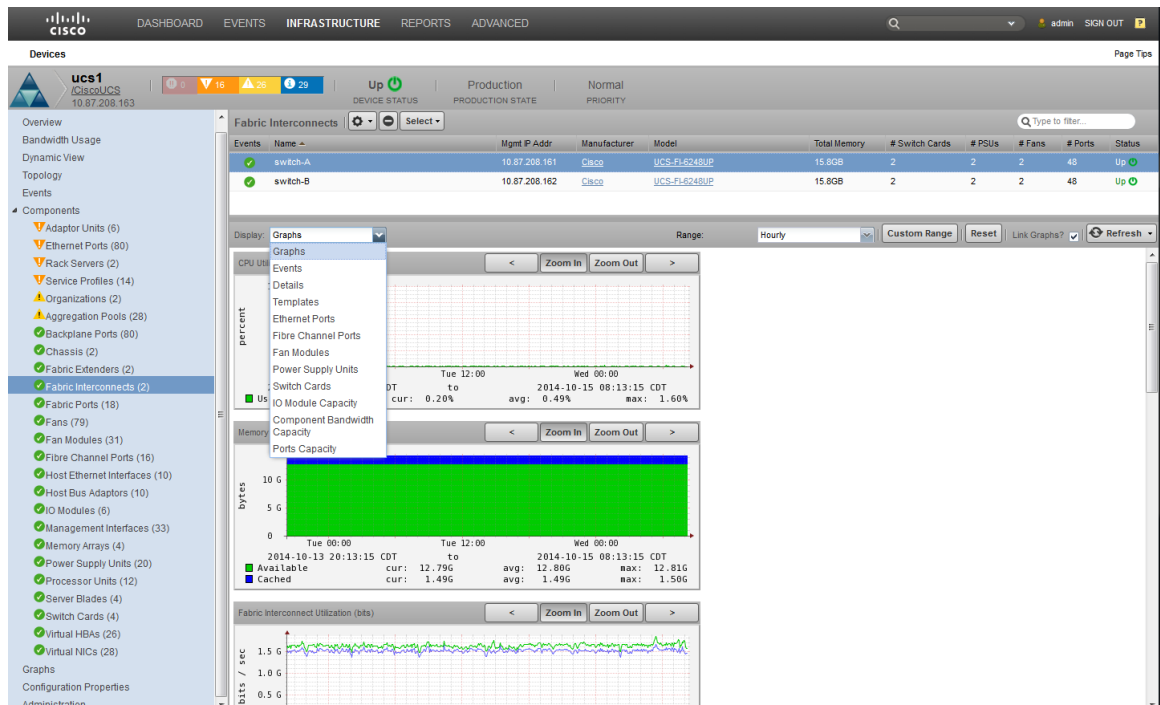 CISCO DASHBOARD EVENTS INFRASTRUCTURE REPORTS ADVANCED admin SIGN OUT ?
Devices Page Tips
ucs1
/CiscoUCS
10.87.208.163
0 16 26 29
Up
DEVICE STATUS
Production
PRODUCTION STATE
Normal
PRIORITY
Overview
Bandwidth Usage
Dynamic View
Topology
Events
Components
Adaptor Units (6)
Ethernet Ports (80)
Rack Servers (2)
Service Profiles (14)
Organizations (2)
Aggregation Pools (28)
Backplane Ports (80)
Chassis (2)
Fabric Extenders (2)
Fabric Interconnects (2)
Fabric Ports (18)
Fans (79)
Fan Modules (31)
Fibre Channel Ports (16)
Host Ethernet Interfaces (10)
Host Bus Adaptors (10)
IO Modules (6)
Management Interfaces (33)
Memory Arrays (4)
Power Supply Units (20)
Processor Units (12)
Server Blades (4)
Switch Cards (4)
Virtual HBAs (26)
Virtual NICs (28)
Graphs
Configuration Properties
Administration
Fabric Interconnects Select Type to filter...
Events Name Mgmt IP Addr Manufacturer Model Total Memory # Switch Cards # PSUs # Fans # Ports Status
switch-A 10.87.208.161 Cisco UCS-FI-6248UP 15.8GB 2 2 2 48 Up
switch-B 10.87.208.162 Cisco UCS-FI-6248UP 15.8GB 2 2 2 48 Up
Display: Graphs Range: Hourly Custom Range Reset Link Graphs? Refresh
Graphs
Events
Details
Templates
Ethernet Ports
Fibre Channel Ports
Fan Modules
Power Supply Units
Switch Cards
IO Module Capacity
Component Bandwidth
Capacity
Ports Capacity
CPU Uti < Zoom In Zoom Out >
percent
Tue 12:00 Wed 00:00
DT to 2014-10-15 08:13:15 CDT
Us cur: 0.20% avg: 0.49% max: 1.60%
Memory < Zoom In Zoom Out >
bytes
10 G
5 G
0
Tue 00:00 Tue 12:00 Wed 00:00
2014-10-13 20:13:15 CDT to 2014-10-15 08:13:15 CDT
Available cur: 12.79G avg: 12.80G max: 12.81G
Cached cur: 1.49G avg: 1.49G max: 1.50G
Fabric Interconnect Utilization (bits) < Zoom In Zoom Out >
bits / sec
1.5 G
1.0 G
0.5 G